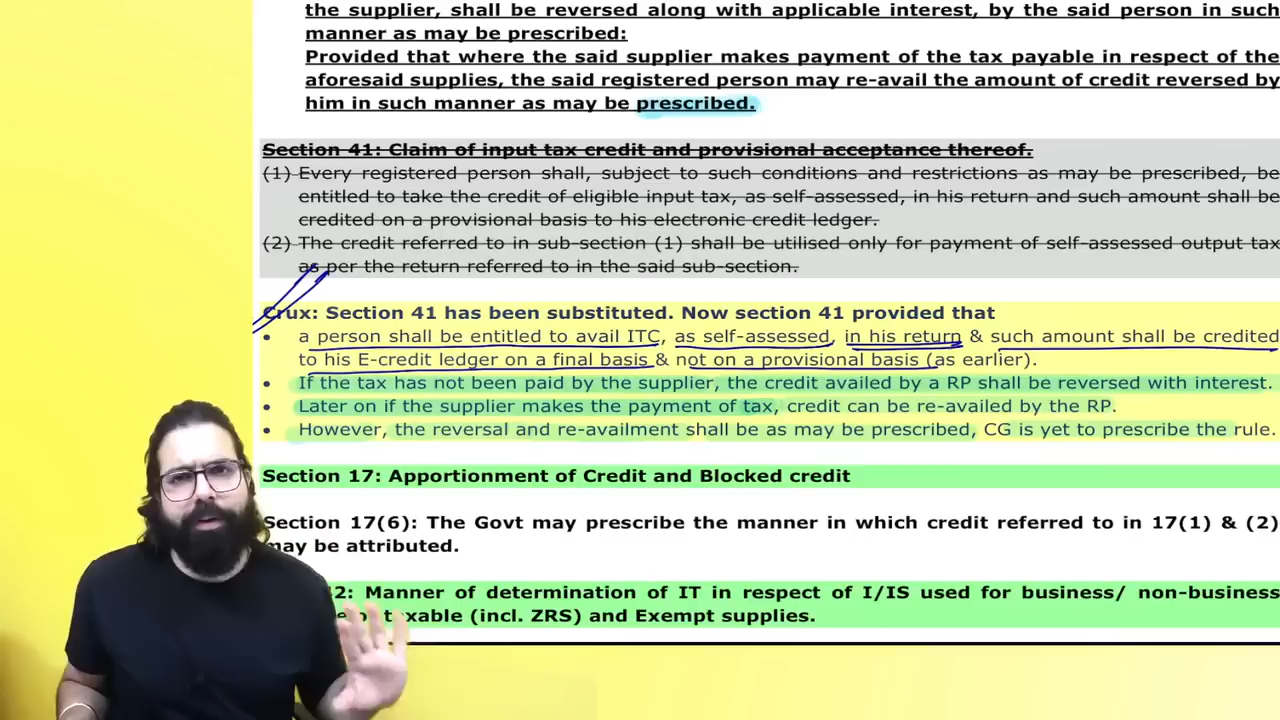 the supplier, shall be reversed along with applicable interest, by the said person in such
manner as may be prescribed:
Provided that where the said supplier makes payment of the tax payable in respect of the
aforesaid supplies, the said registered person may re-avail the amount of credit reversed by
him in such manner as may be prescribed.
Section 41: Claim of input tax credit and provisional acceptance thereof.
(1) Every registered person shall, subject to such conditions and restrictions as may be prescribed, be
entitled to take the credit of eligible input tax, as self-assessed, in his return and such amount shall be
credited on a provisional basis to his electronic credit ledger.
(2) The credit referred to in sub-section (1) shall be utilised only for payment of self-assessed output tax
as per the return referred to in the said sub-section.
Crux: Section 41 has been substituted. Now section 41 provided that
• a person shall be entitled to avail ITC, as self-assessed, in his return & such amount shall be credited
to his E-credit ledger on a final basis & not on a provisional basis (as earlier).
• If the tax has not been paid by the supplier, the credit availed by a RP shall be reversed with interest.
• Later on if the supplier makes the payment of tax, credit can be re-availed by the RP.
• However, the reversal and re-availment shall be as may be prescribed, CG is yet to prescribe the rule.
Section 17: Apportionment of Credit and Blocked credit
Section 17(6): The Govt may prescribe the manner in which credit referred to in 17(1) & (2)
may be attributed.
2: Manner of determination of IT in respect of I/IS used for business/ non-business
taxable (incl. ZRS) and Exempt supplies.